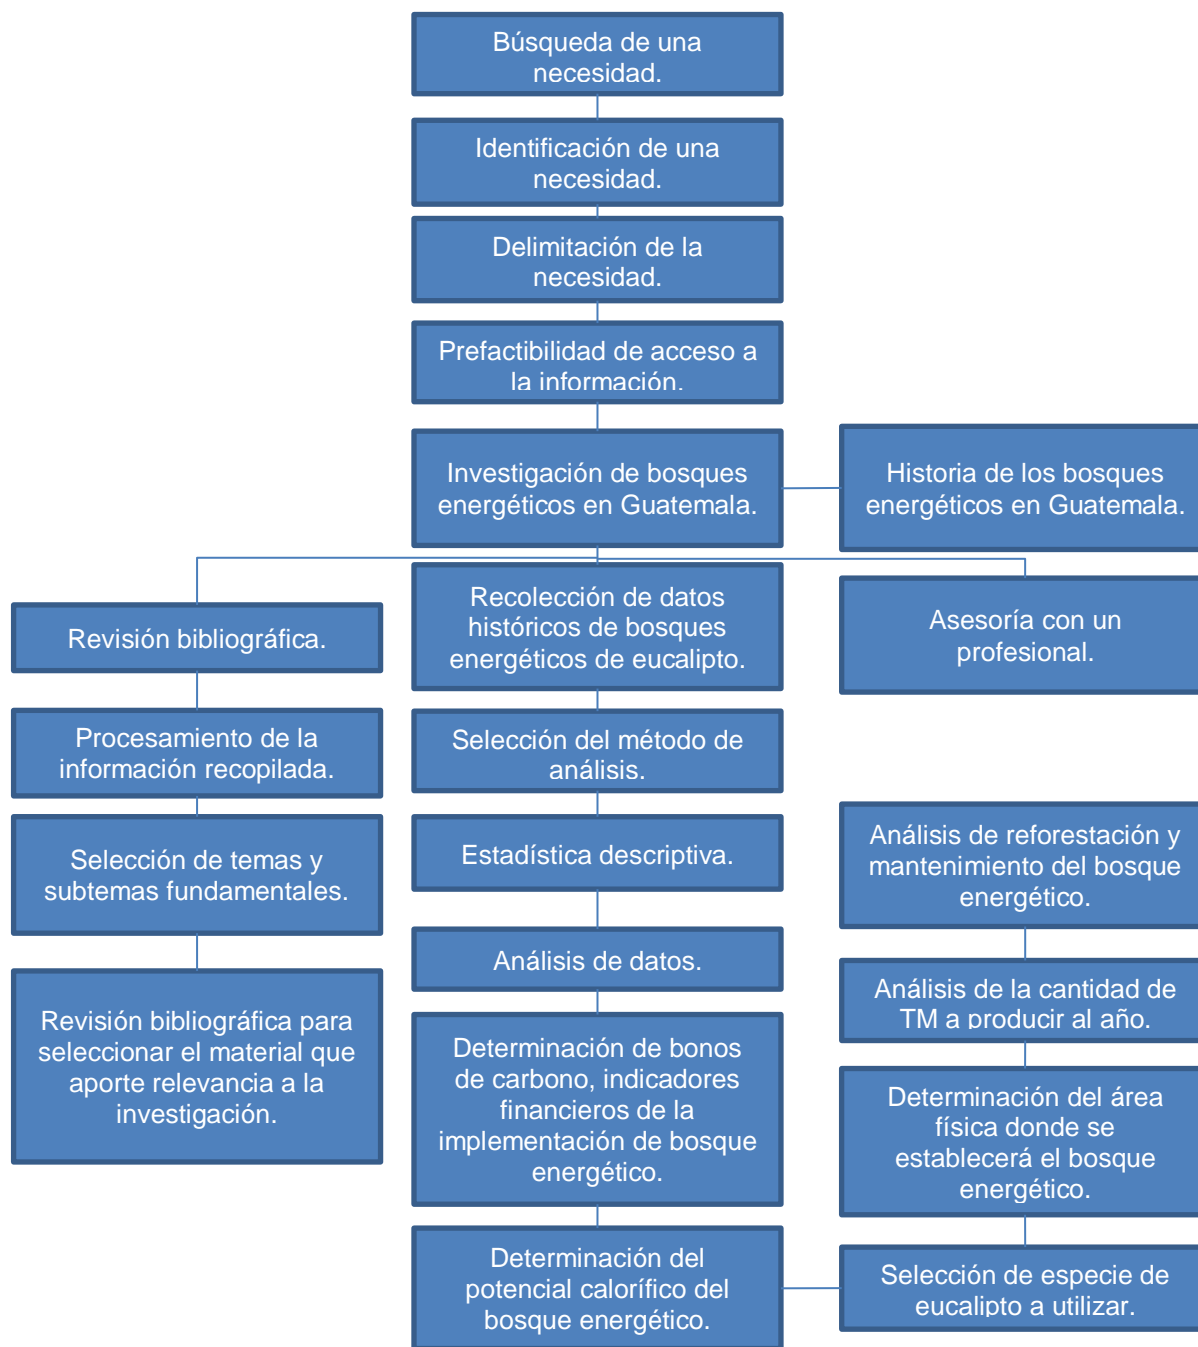 Búsqueda de una
necesidad.
Identificación de una
necesidad.
Delimitación de la
necesidad.
Prefactibilidad de acceso a
la información.
Investigación de bosques
energéticos en Guatemala.
Historia de los bosques
energéticos en Guatemala.
Revisión bibliográfica.
Procesamiento de la
información recopilada.
Selección de temas y
subtemas fundamentales.
Revisión bibliográfica para
seleccionar el material que
aporte relevancia a la
investigación.
Recolección de datos
históricos de bosques
energéticos de eucalipto.
Selección del método de
análisis.
Estadística descriptiva.
Análisis de datos.
Determinación de bonos
de carbono, indicadores
financieros de la
implementación de bosque
energético.
Determinación del
potencial calorífico del
bosque energético.
Asesoría con un
profesional.
Análisis de reforestación y
mantenimiento del bosque
energético.
Análisis de la cantidad de
TM a producir al año.
Determinación del área
física donde se
establecerá el bosque
energético.
Selección de especie de
eucalipto a utilizar.